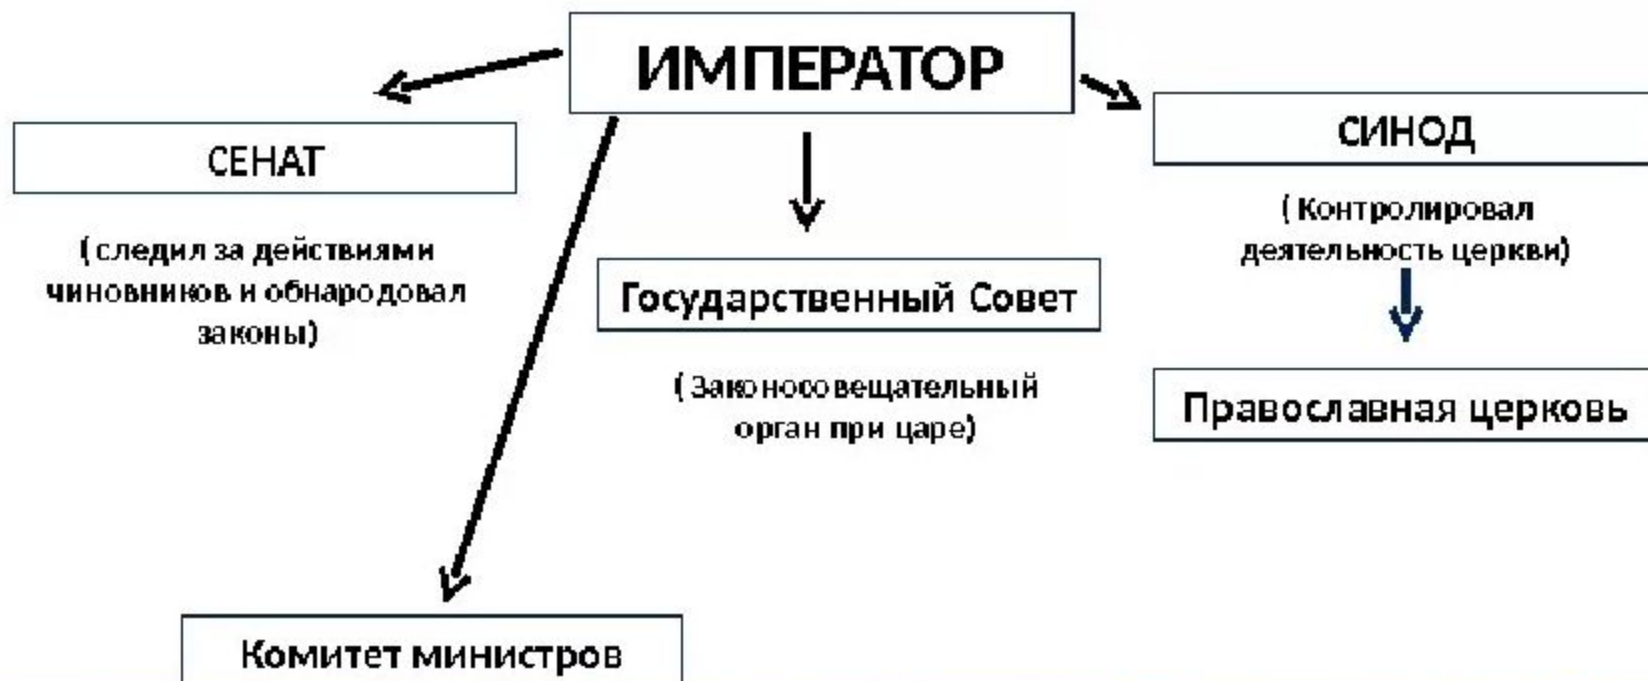 ИМПЕРАТОР
СЕНАТ
( следил за действиями
чиновников и обнародовал
законы)
Государственный Совет
( Законосовещательный
орган при царе)
СИНОД
( Контролировал
деятельность церкви)
Православная церковь
Комитет министров